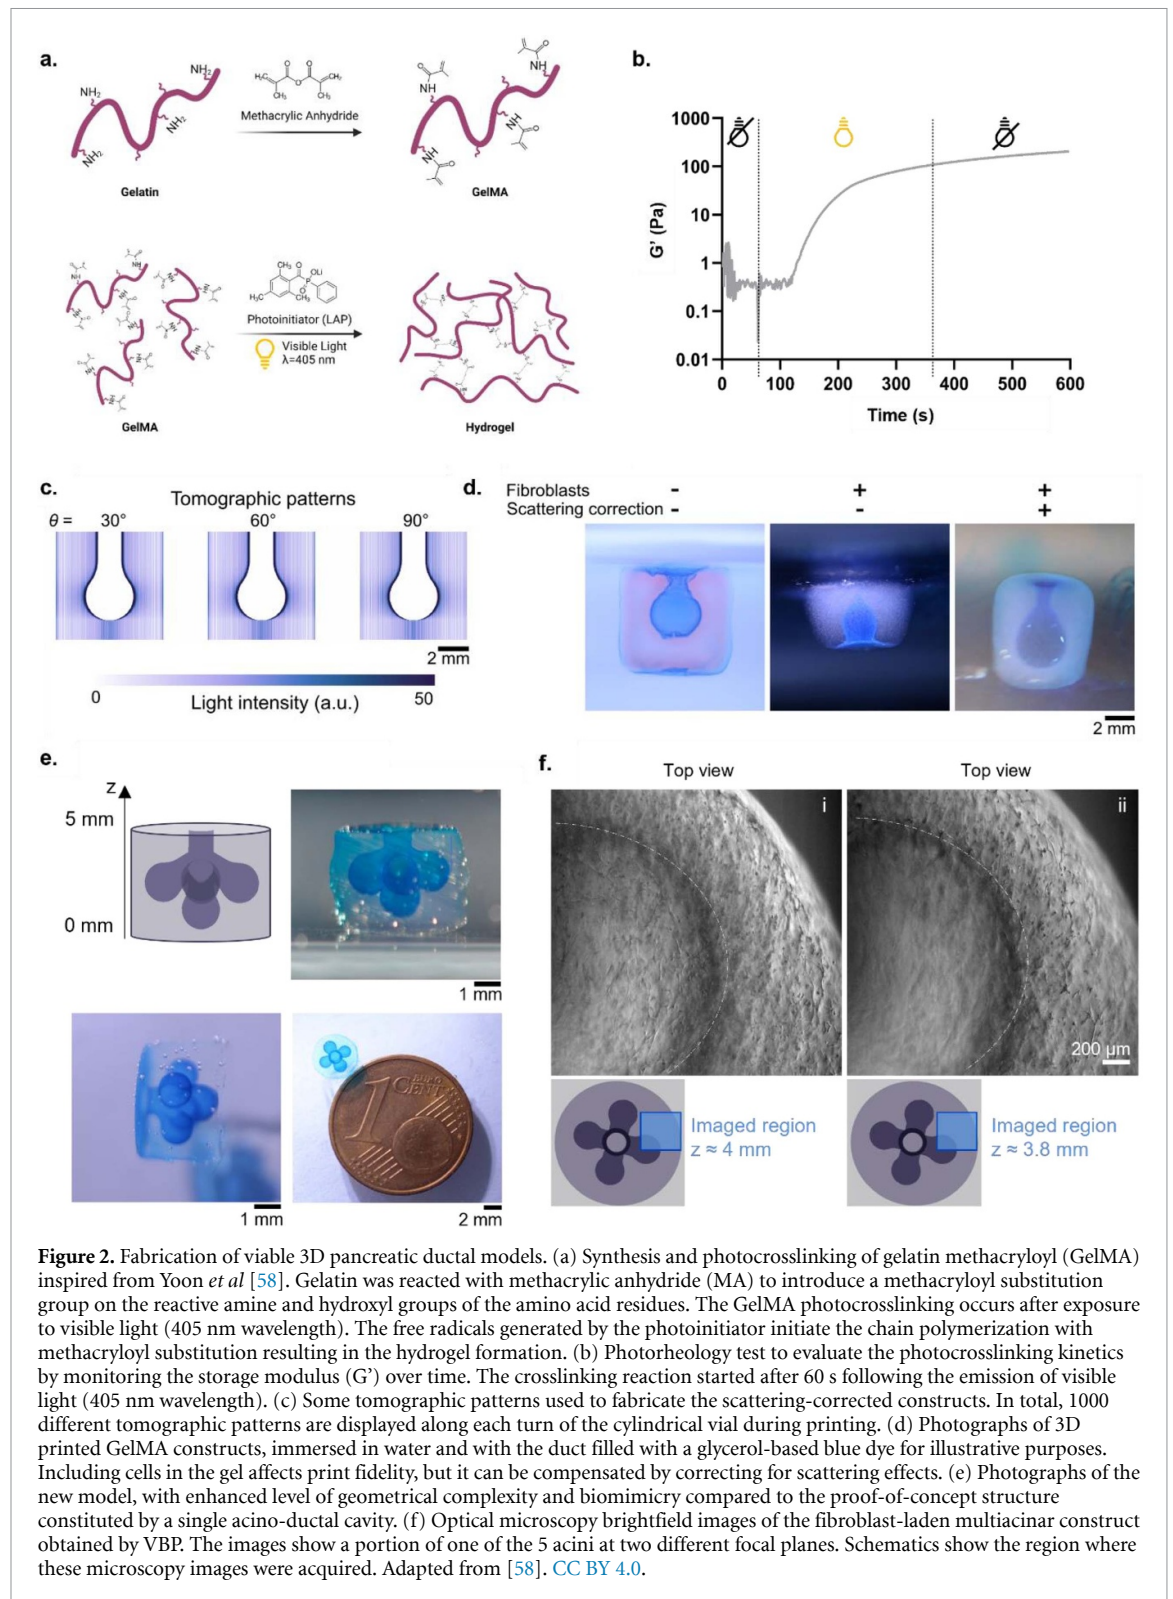 a.
NH₂
NH₂
NH₂
NH₂
Gelatin
H₂C
O
O
O
CH₂
CH₃
CH₃
Methacrylic Anhydride
O
NH
O
NH
NH
O
NH
O
GelMA
GelMA
CH₃
O
OLi
P
O
H₃C
CH₃
Photoinitiator (LAP)
Visible Light
λ=405 nm
Hydrogel
b.
G' (Pa)
1000
100
10
1
0.1
0.01
0 100 200 300 400 500 600
Time (s)
c.
Tomographic patterns
θ = 30° 60° 90°
2 mm
0 50
Light intensity (a.u.)
d.
Fibroblasts - + +
Scattering correction - - +
2 mm
e.
z
5 mm
0 mm
1 mm
1 mm
1 EURO CENT
2 mm
f.
Top view Top view
i ii
200 µm
Imaged region
z ≈ 4 mm
Imaged region
z ≈ 3.8 mm
Figure 2. Fabrication of viable 3D pancreatic ductal models. (a) Synthesis and photocrosslinking of gelatin methacryloyl (GelMA)
inspired from Yoon et al [58]. Gelatin was reacted with methacrylic anhydride (MA) to introduce a methacryloyl substitution
group on the reactive amine and hydroxyl groups of the amino acid residues. The GelMA photocrosslinking occurs after exposure
to visible light (405 nm wavelength). The free radicals generated by the photoinitiator initiate the chain polymerization with
methacryloyl substitution resulting in the hydrogel formation. (b) Photorheology test to evaluate the photocrosslinking kinetics
by monitoring the storage modulus (G') over time. The crosslinking reaction started after 60 s following the emission of visible
light (405 nm wavelength). (c) Some tomographic patterns used to fabricate the scattering-corrected constructs. In total, 1000
different tomographic patterns are displayed along each turn of the cylindrical vial during printing. (d) Photographs of 3D
printed GelMA constructs, immersed in water and with the duct filled with a glycerol-based blue dye for illustrative purposes.
Including cells in the gel affects print fidelity, but it can be compensated by correcting for scattering effects. (e) Photographs of the
new model, with enhanced level of geometrical complexity and biomimicry compared to the proof-of-concept structure
constituted by a single acino-ductal cavity. (f) Optical microscopy brightfield images of the fibroblast-laden multiacinar construct
obtained by VBP. The images show a portion of one of the 5 acini at two different focal planes. Schematics show the region where
these microscopy images were acquired. Adapted from [58]. CC BY 4.0.